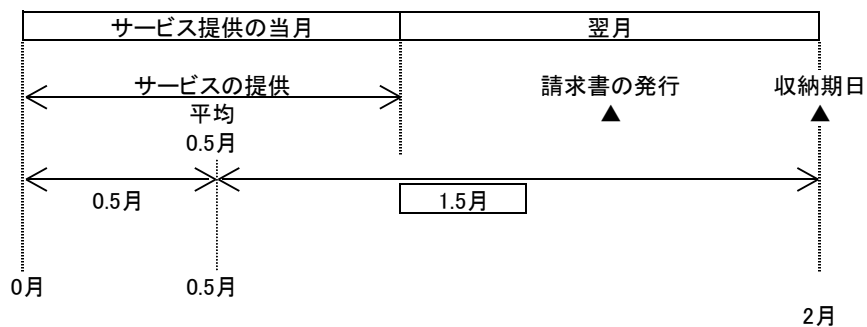 サービス提供の当月 翌月
サービスの提供 請求書の発行 収納期日
平均 ▲ ▲
0.5月
0.5月 1.5月
0月 0.5月
2月